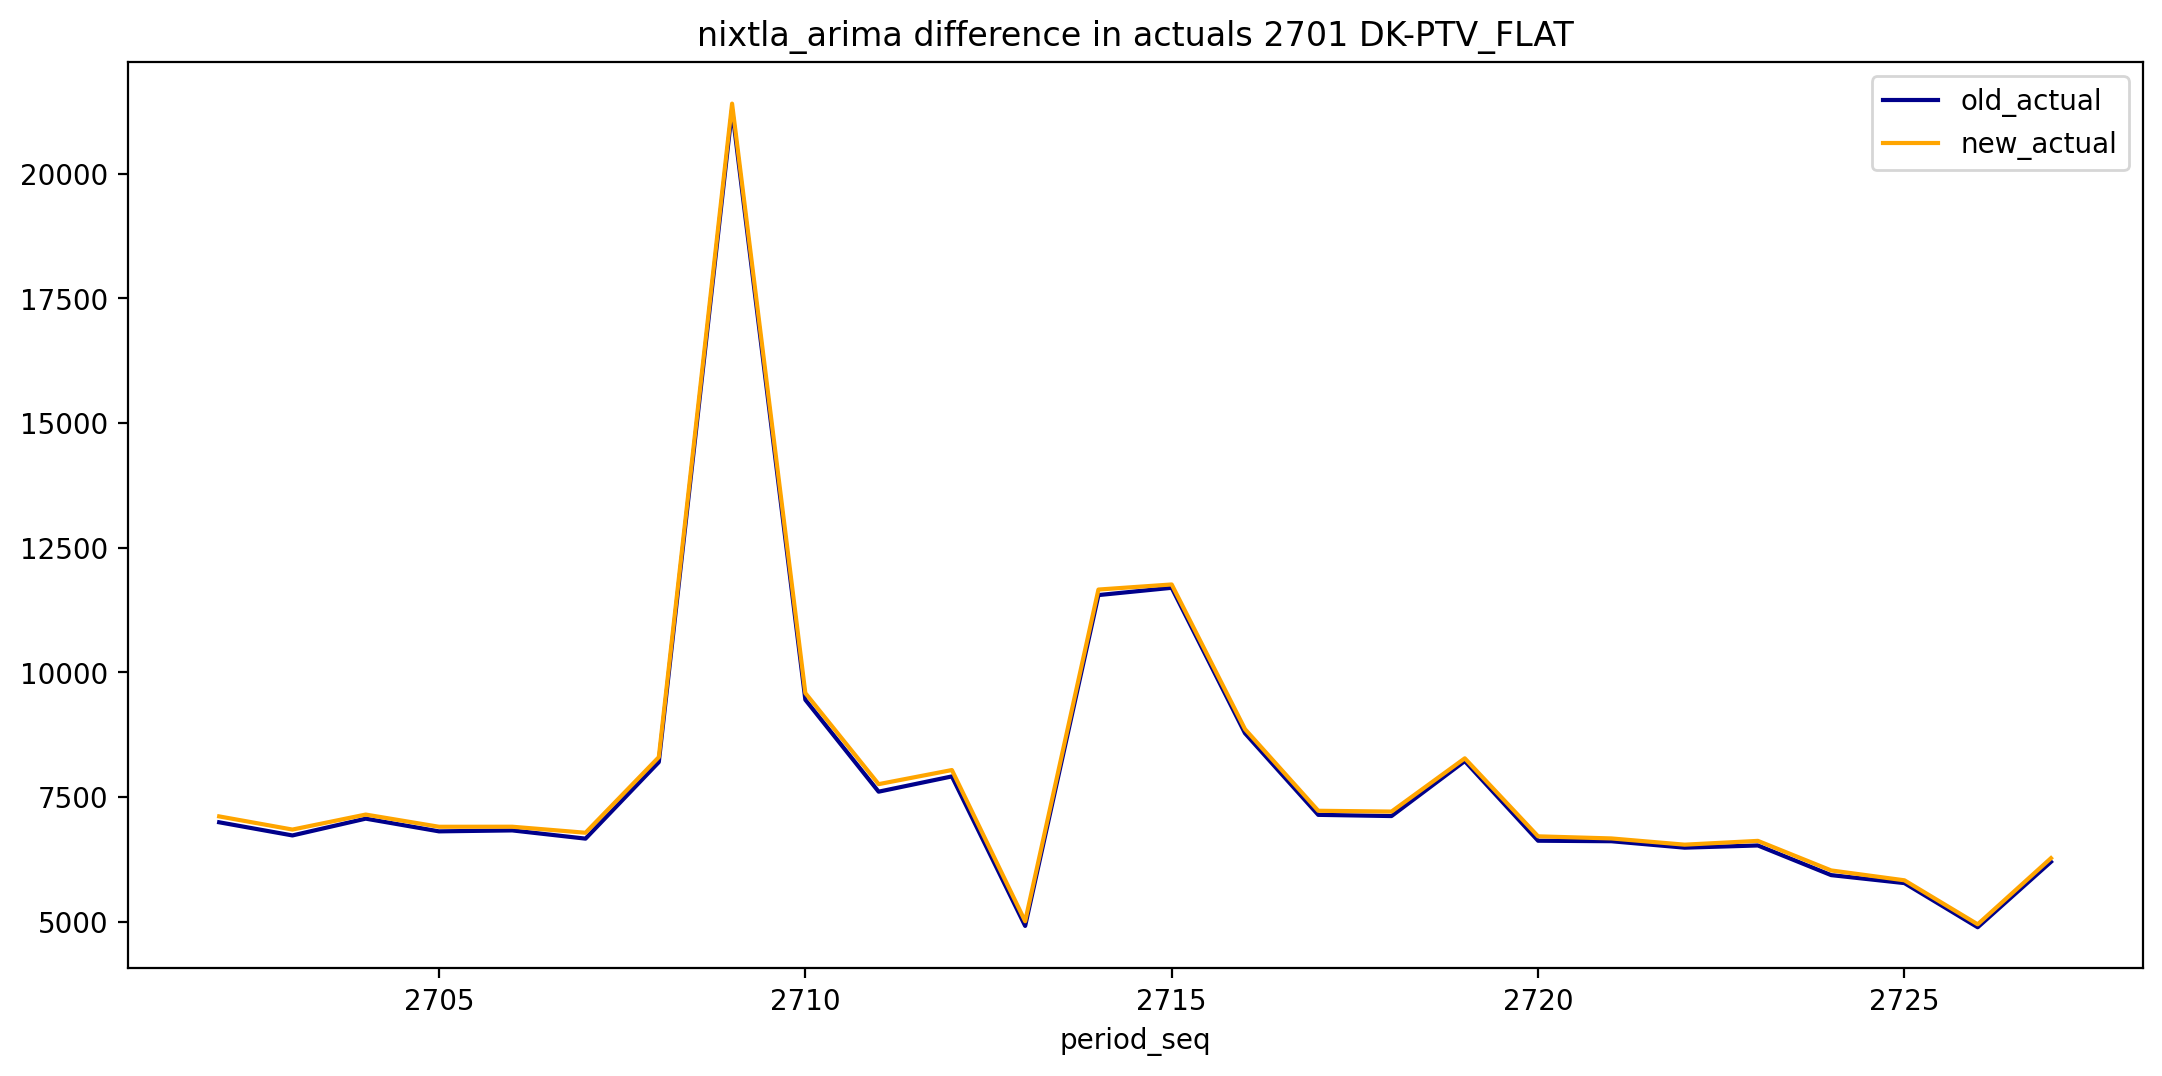 nixtla_arima difference in actuals 2701 DK-PTV_FLAT
old_actual
new_actual
20000
17500
15000
12500
10000
7500
5000
2705 2710 2715 2720 2725
period_seq